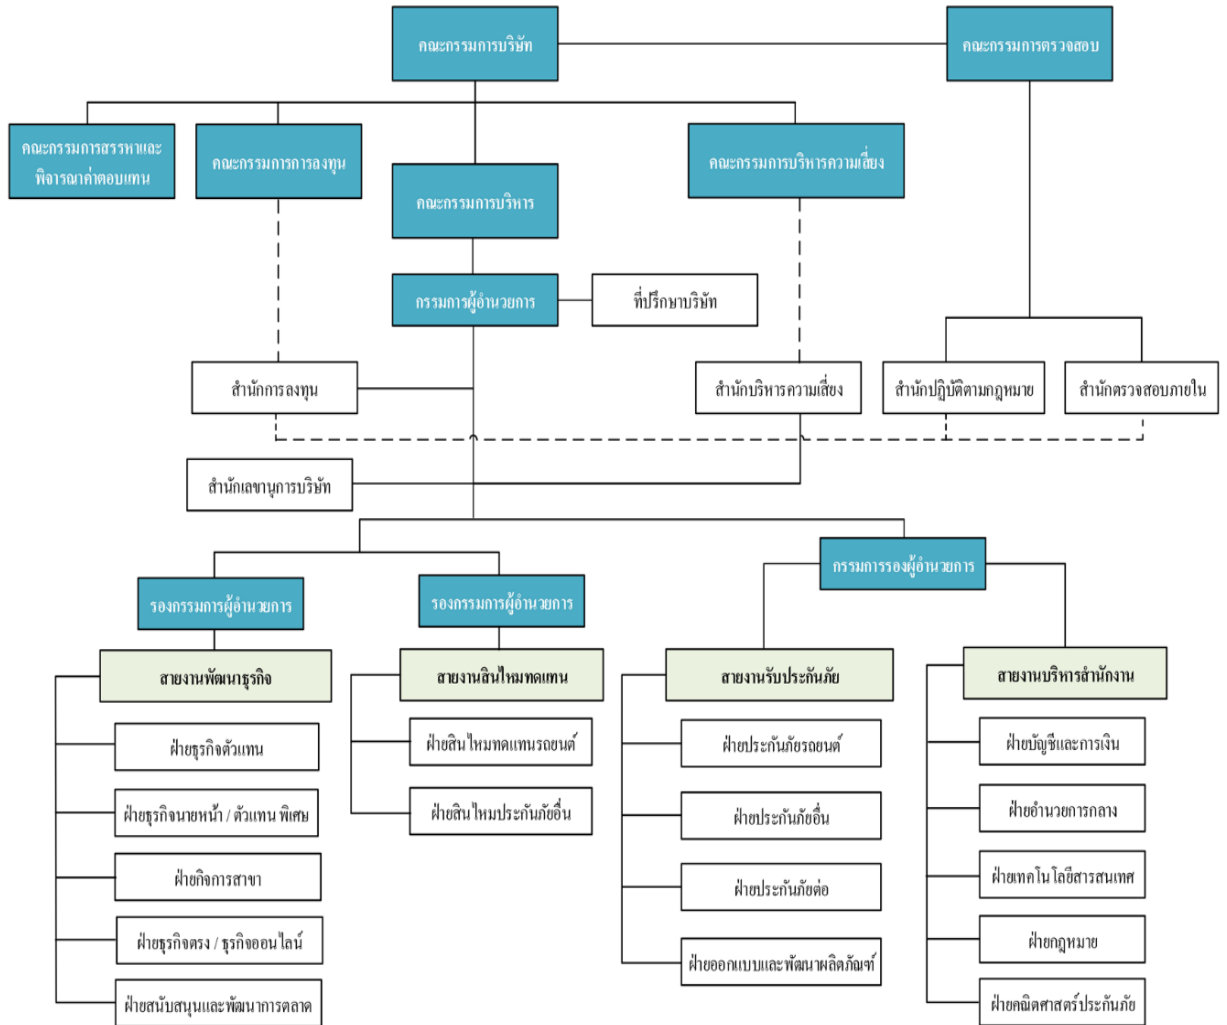 คณะกรรมการบริษัท
คณะกรรมการตรวจสอบ
คณะกรรมการสรรหาและ
พิจารณาค่าตอบแทน
คณะกรรมการการลงทุน
คณะกรรมการบริหาร
คณะกรรมการบริหารความเสี่ยง
กรรมการผู้อำนวยการ
ที่ปรึกษาบริษัท
สำนักการลงทุน
สำนักบริหารความเสี่ยง
สำนักปฏิบัติตามกฎหมาย
สำนักตรวจสอบภายใน
สำนักเลขานุการบริษัท
รองกรรมการผู้อำนวยการ
รองกรรมการผู้อำนวยการ
กรรมการรองผู้อำนวยการ
สายงานพัฒนาธุรกิจ
ฝ่ายธุรกิจตัวแทน
ฝ่ายธุรกิจนายหน้า / ตัวแทน พิเศษ
ฝ่ายกิจการสาขา
ฝ่ายธุรกิจตรง / ธุรกิจออนไลน์
ฝ่ายสนับสนุนและพัฒนาการตลาด
สายงานสินไหมทดแทน
ฝ่ายสินไหมทดแทนรถยนต์
ฝ่ายสินไหมประกันภัยอื่น
สายงานรับประกันภัย
ฝ่ายประกันภัยรถยนต์
ฝ่ายประกันภัยอื่น
ฝ่ายประกันภัยต่อ
ฝ่ายออกแบบและพัฒนาผลิตภัณฑ์
สายงานบริหารสำนักงาน
ฝ่ายบัญชีและการเงิน
ฝ่ายอำนวยการกลาง
ฝ่ายเทคโนโลยีสารสนเทศ
ฝ่ายกฎหมาย
ฝ่ายคณิตศาสตร์ประกันภัย